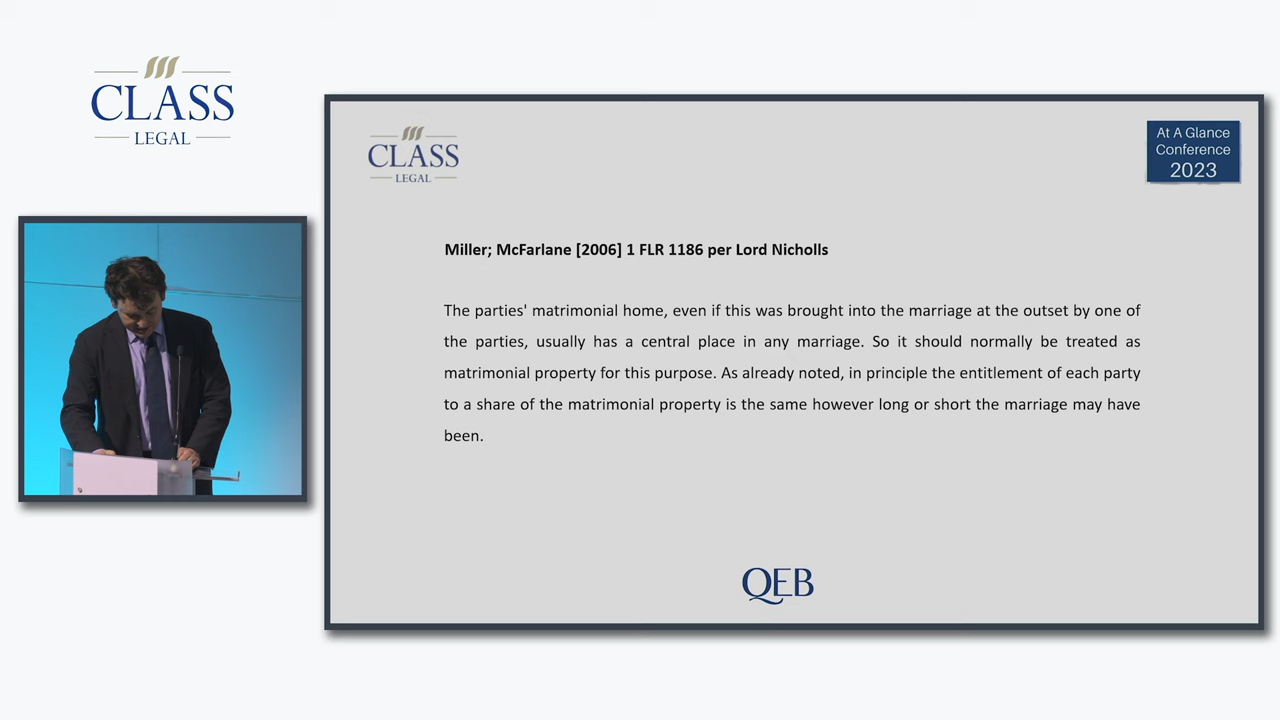 CLASS
LEGAL
CLASS
LEGAL
At A Glance
Conference
2023
Miller; McFarlane [2006] 1 FLR 1186 per Lord Nicholls
The parties' matrimonial home, even if this was brought into the marriage at the outset by one of
the parties, usually has a central place in any marriage. So it should normally be treated as
matrimonial property for this purpose. As already noted, in principle the entitlement of each party
to a share of the matrimonial property is the same however long or short the marriage may have
been.
QEB